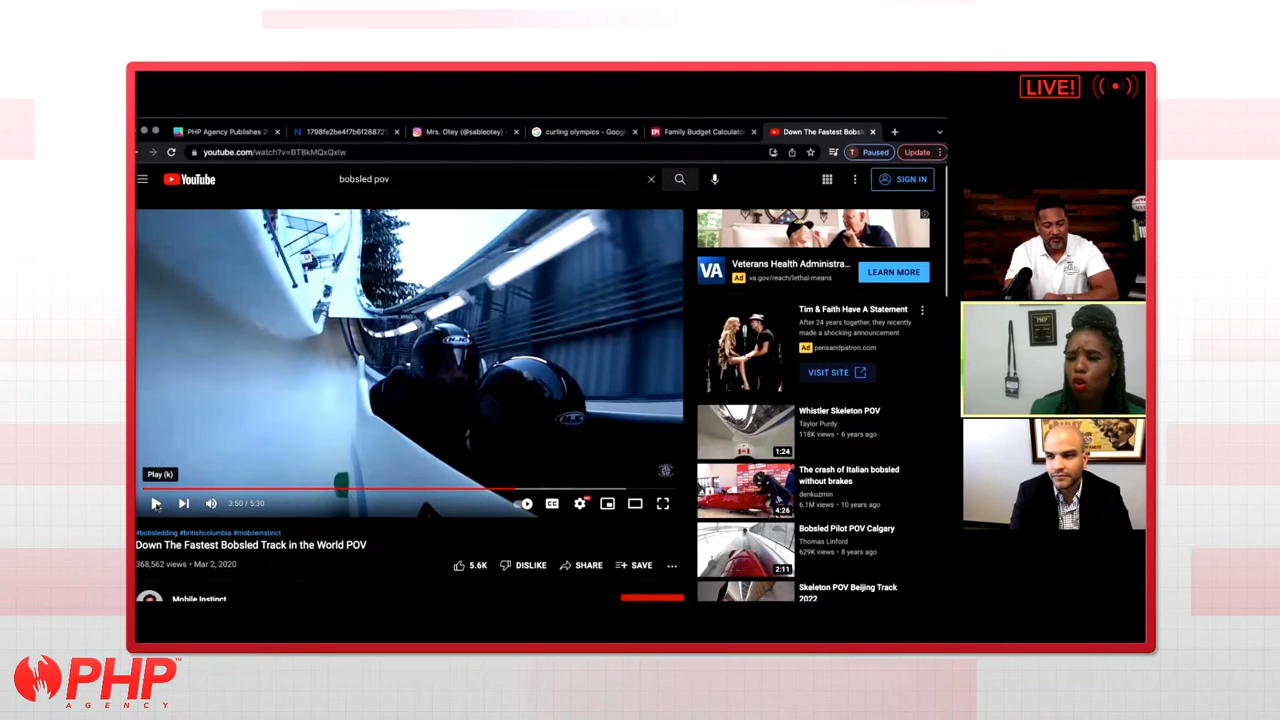 LIVE!
PHP Agency Publishes 2
1798fe2be4f7b6f28872
Mrs. Otey (@sableotey) -
curling olympics - Goog
EPI Family Budget Calculato
Down The Fastest Bobsl
youtube.com/watch?v=BT8kMQxQxIw
T Paused
Update
YouTube
bobsled pov
SIGN IN
Play (k)
3:50 / 5:30
CC
#bobsledding #britishcolumbia #mobileinstinct
Down The Fastest Bobsled Track in the World POV
368,562 views • Mar 2, 2020
5.6K
DISLIKE
SHARE
SAVE
Mobile Instinct
VA
Veterans Health Administra...
Ad va.gov/reach/lethal-means
LEARN MORE
Tim & Faith Have A Statement
After 24 years together, they recently
made a shocking announcement
Ad pensandpatron.com
VISIT SITE
Whistler Skeleton POV
Taylor Purdy
118K views • 6 years ago
1:24
The crash of Italian bobsled
without brakes
denkuzmin
6.1M views • 10 years ago
4:26
Bobsled Pilot POV Calgary
Thomas Linford
629K views • 8 years ago
2:11
Skeleton POV Beijing Track
2022
PHP
PHP™
AGENCY